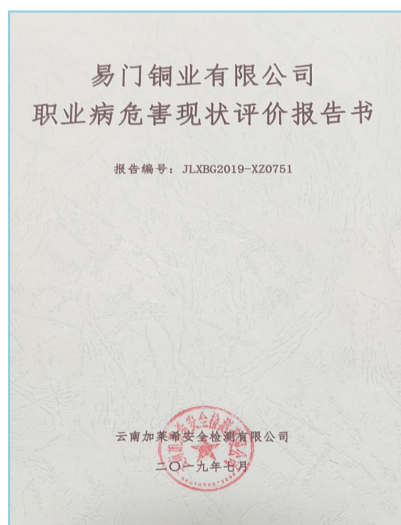 易门铜业有限公司
职业病危害现状评价报告书
报告编号：JLXBG2019-XZ0751
云南加莱希安全检测有限公司
二〇一九年七月